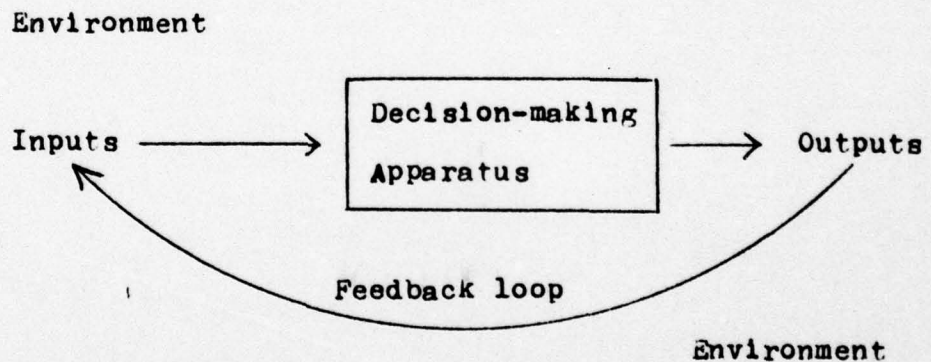 Environment
Inputs
Decision-making
Apparatus
Outputs
Feedback loop
Environment